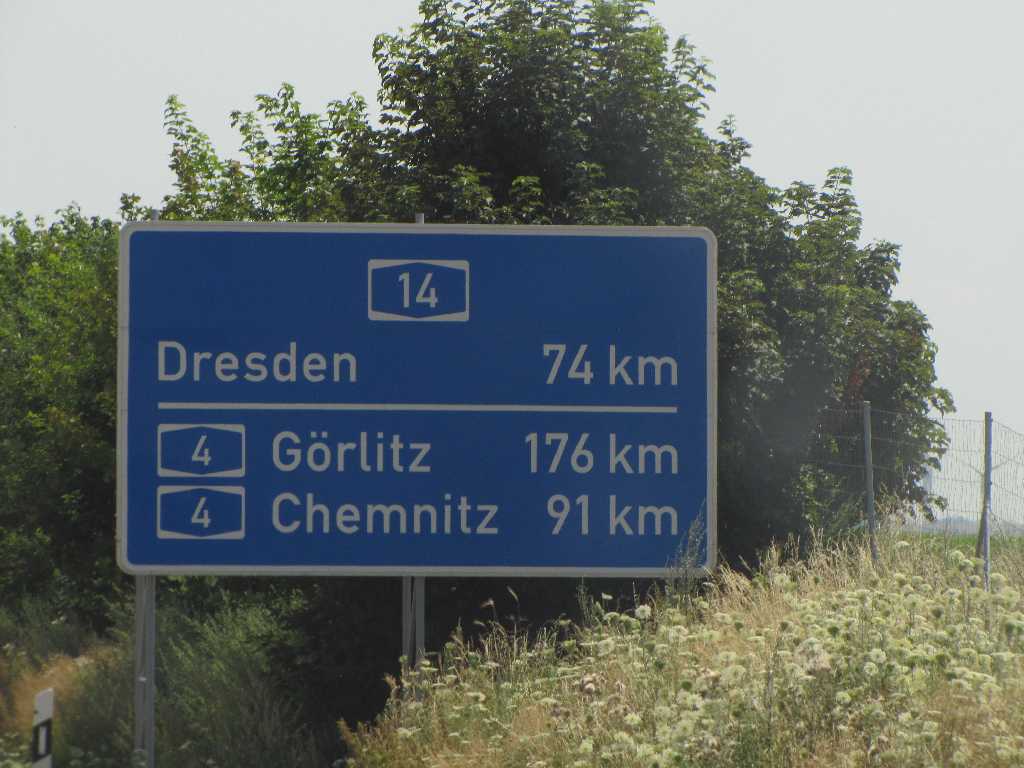 14
Dresden 74 km
4 Görlitz 176 km
4 Chemnitz 91 km